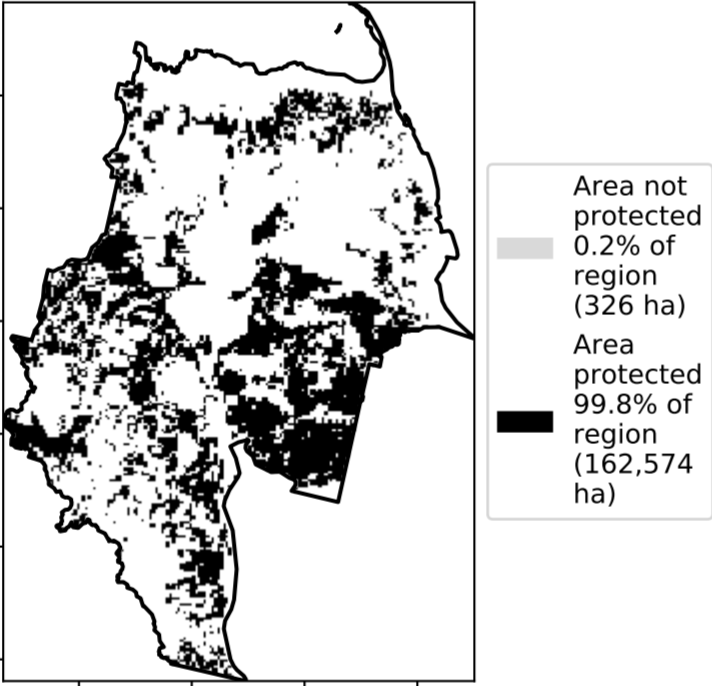 Area not
protected
0.2% of
region
(326 ha)
Area
protected
99.8% of
region
(162,574
ha)